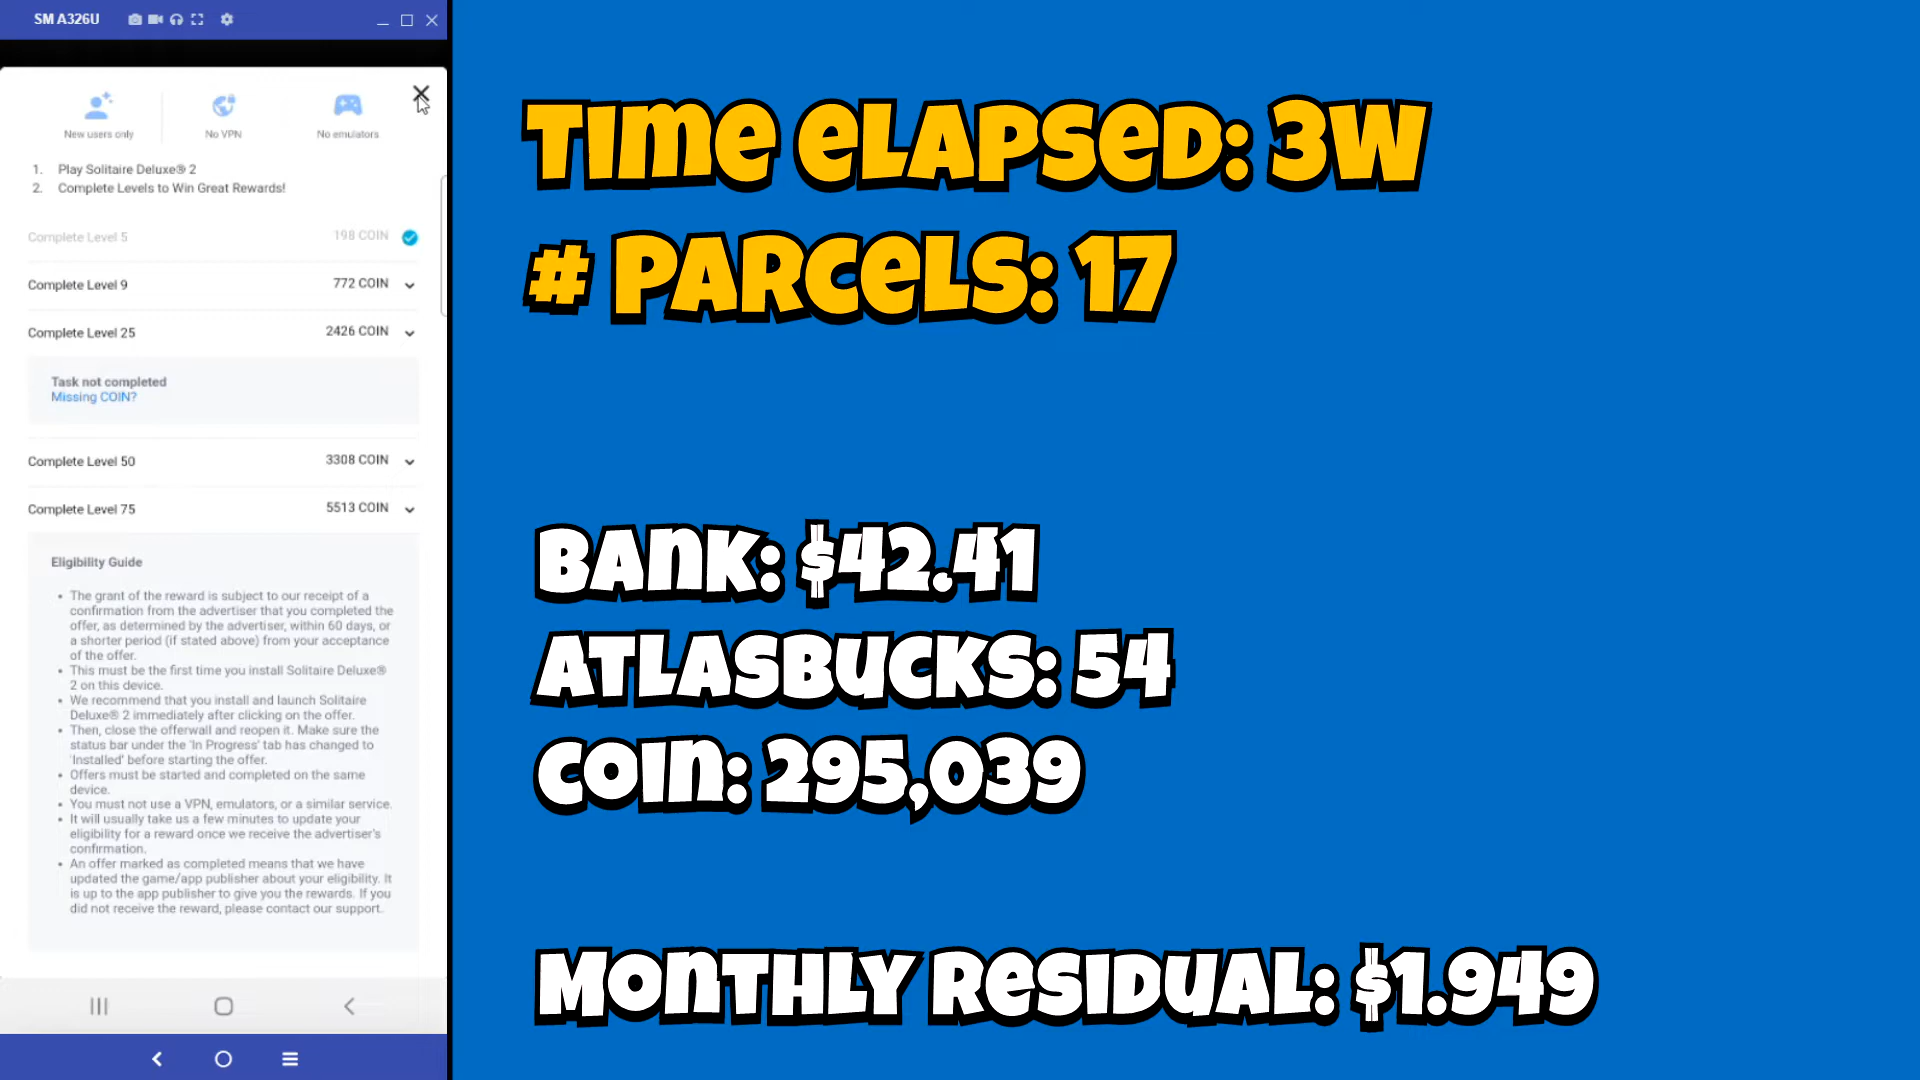 SM A326U
New users only
No VPN
No emulators
1. Play Solitaire Deluxe® 2
2. Complete Levels to Win Great Rewards!
Complete Level 5 198 COIN
Complete Level 9 772 COIN
Complete Level 25 2426 COIN
Task not completed
Missing COIN?
Complete Level 50 3308 COIN
Complete Level 75 5513 COIN
Eligibility Guide
• The grant of the reward is subject to our receipt of a
confirmation from the advertiser that you completed the
offer, as determined by the advertiser, within 60 days, or
a shorter period (if stated above) from your acceptance
of the offer.
• This must be the first time you install Solitaire Deluxe®
2 on this device.
• We recommend that you install and launch Solitaire
Deluxe® 2 immediately after clicking on the offer.
• Then, close the offerwall and reopen it. Make sure the
status bar under the 'In Progress' tab has changed to
'Installed' before starting the offer.
• Offers must be started and completed on the same
device.
• You must not use a VPN, emulators, or a similar service.
• It will usually take us a few minutes to update your
eligibility for a reward once we receive the advertiser's
confirmation.
• An offer marked as completed means that we have
updated the game/app publisher about your eligibility. It
is up to the app publisher to give you the rewards. If you
did not receive the reward, please contact our support.
Time elapsed: 3W
# Parcels: 17
Bank: $42.41
AtlasBucks: 54
Coin: 295,039
Monthly Residual: $1.949